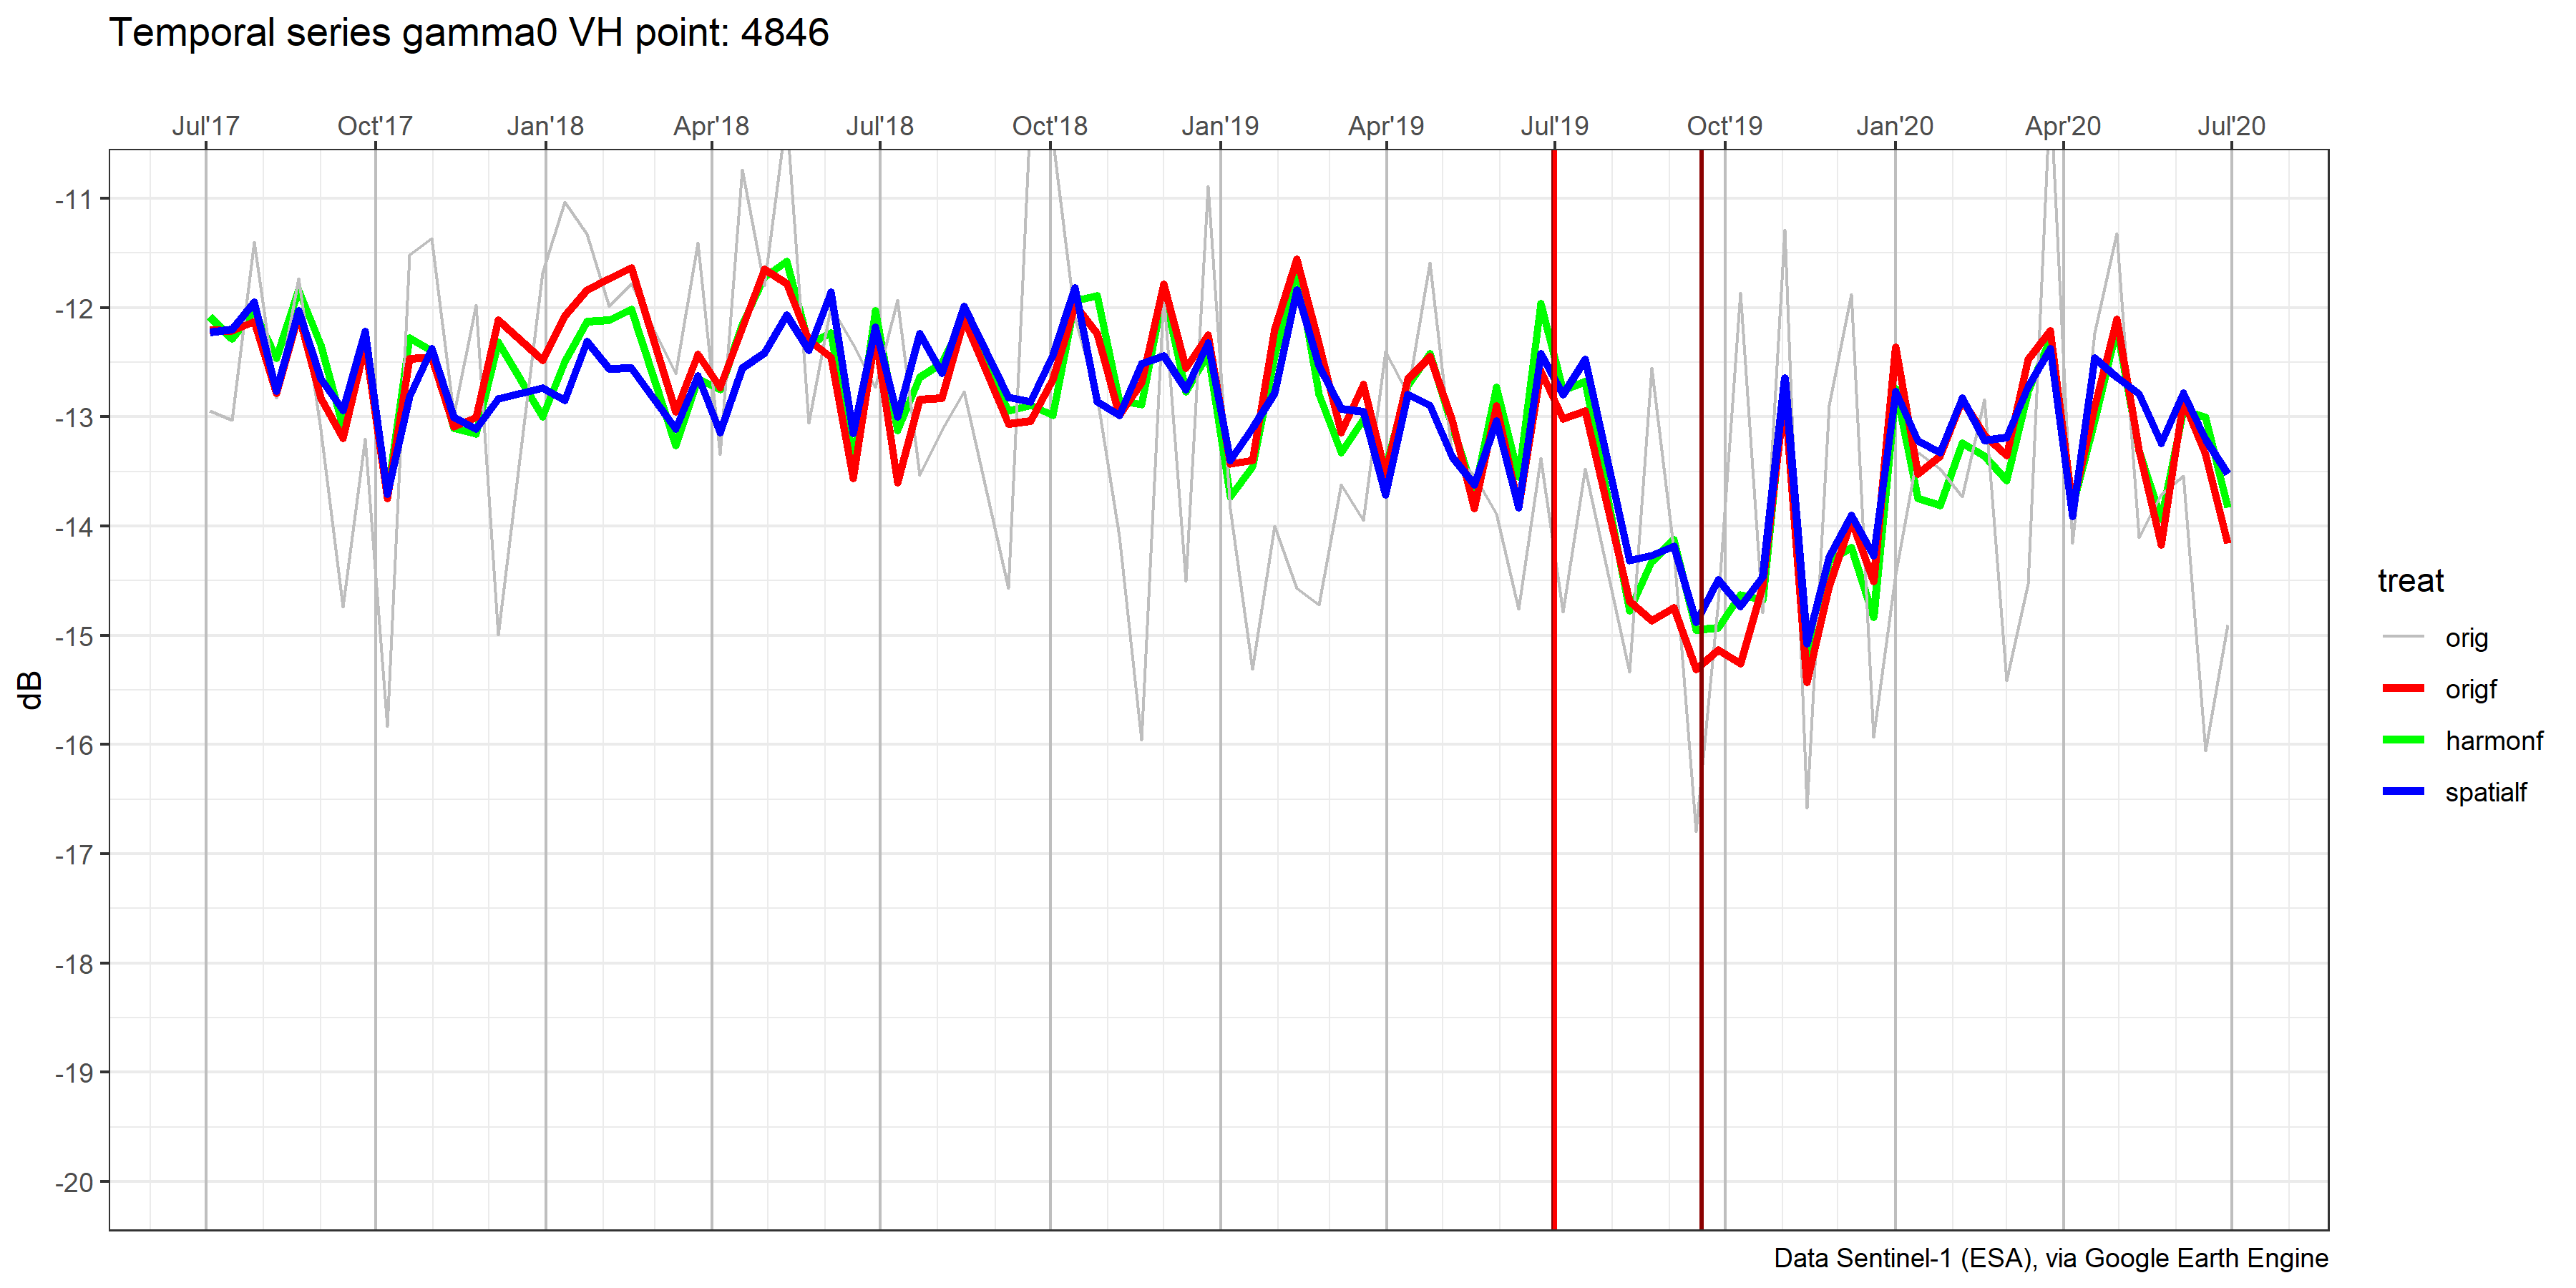 Temporal series gamma0 VH point: 4846
Jul'17 Oct'17 Jan'18 Apr'18 Jul'18 Oct'18 Jan'19 Apr'19 Jul'19 Oct'19 Jan'20 Apr'20 Jul'20
-11
-12
-13
-14
-15
-16
-17
-18
-19
-20
dB
treat
orig
origf
harmonf
spatialf
Data Sentinel-1 (ESA), via Google Earth Engine